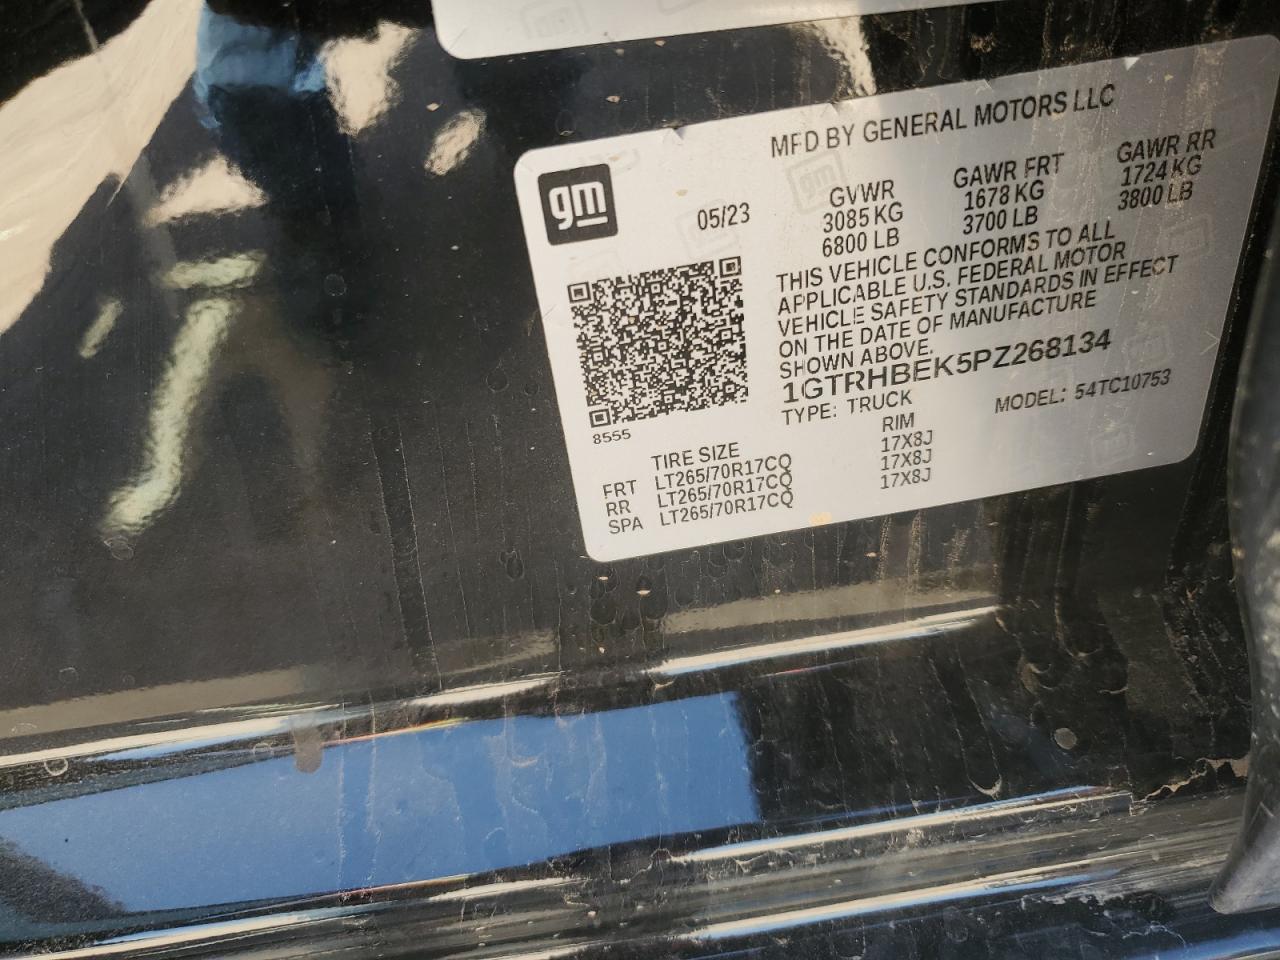 MFD BY GENERAL MOTORS LLC
gm
05/23
GVWR GAWR FRT GAWR RR
3085 KG 1678 KG 1724 KG
6800 LB 3700 LB 3800 LB
THIS VEHICLE CONFORMS TO ALL
APPLICABLE U.S. FEDERAL MOTOR
VEHICLE SAFETY STANDARDS IN EFFECT
ON THE DATE OF MANUFACTURE
SHOWN ABOVE.
1GTRHBEK5PZ268134
TYPE: TRUCK MODEL: 54TC10753
8555
TIRE SIZE RIM
FRT LT265/70R17CQ 17X8J
RR LT265/70R17CQ 17X8J
SPA LT265/70R17CQ 17X8J